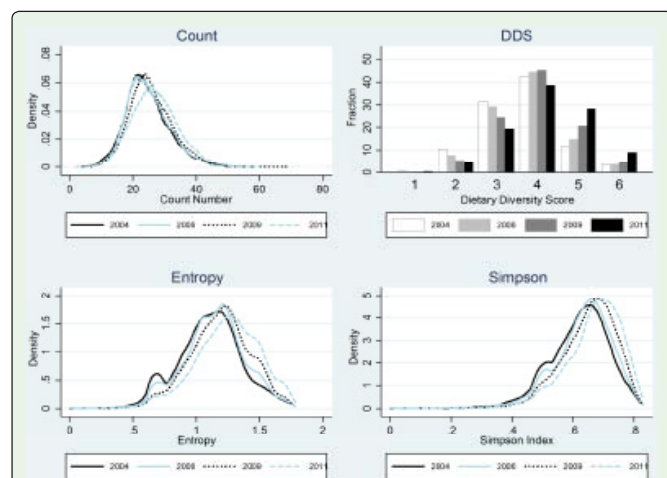 Count
Density
0 .02 .04 .06 .08
0 20 40 60 80
Count Number
2004 2006 2009 2011
DDS
Fraction
0 10 20 30 40 50
1 2 3 4 5 6
Dietary Diversity Score
2004 2006 2009 2011
Entropy
Density
0 .5 1 1.5 2
0 .5 1 1.5 2
Entropy
2004 2006 2009 2011
Simpson
Density
0 1 2 3 4 5
0 .2 .4 .6 .8
Simpson Index
2004 2006 2009 2011